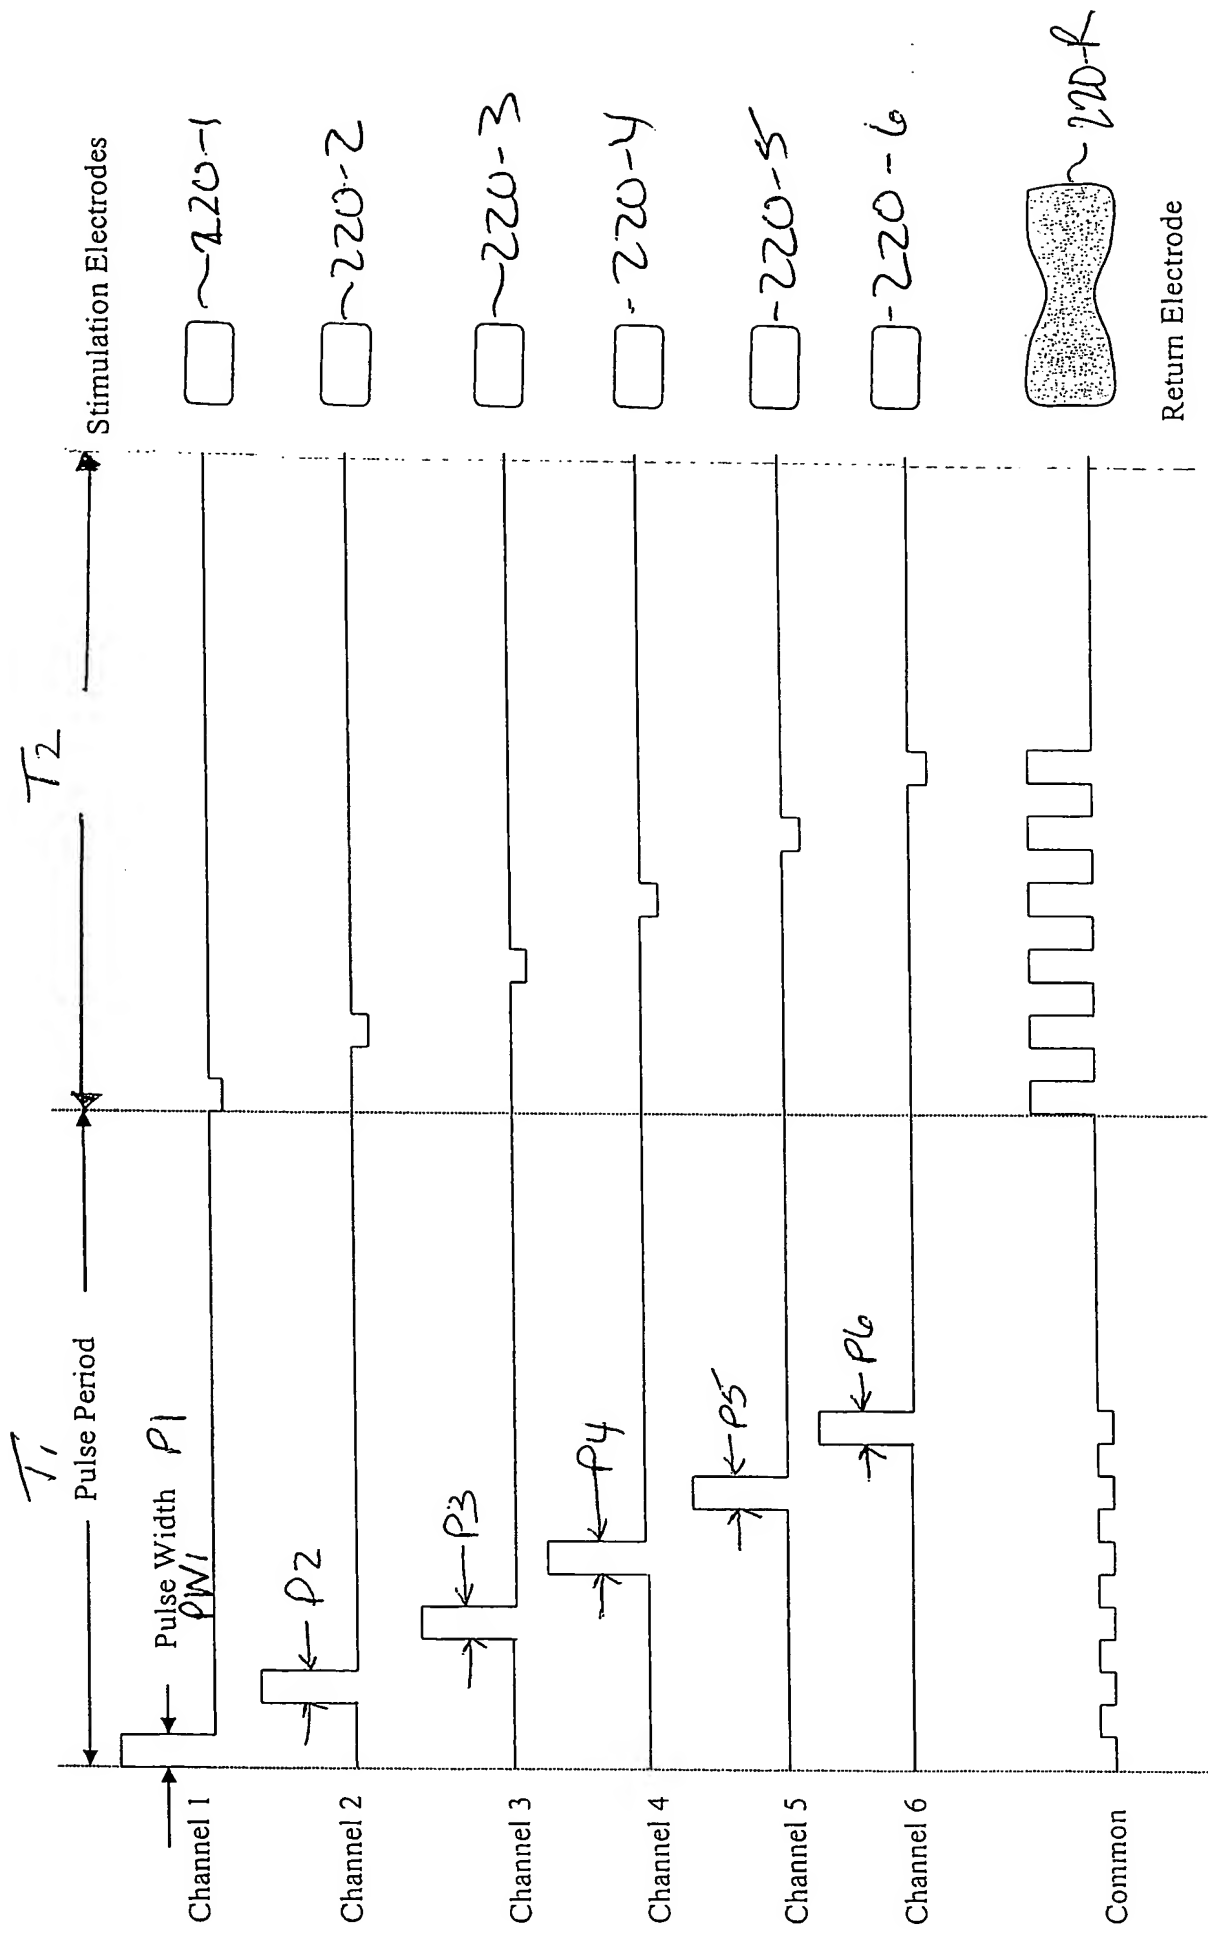 T1
T2
Pulse Period
Stimulation Electrodes
Pulse Width P1
PW1
Channel 1
~220-1
P2
Channel 2
~220-2
P3
Channel 3
~220-3
P4
Channel 4
-220-4
P5
Channel 5
-220-5
P6
Channel 6
-220-6
Common
~220-R
Return Electrode